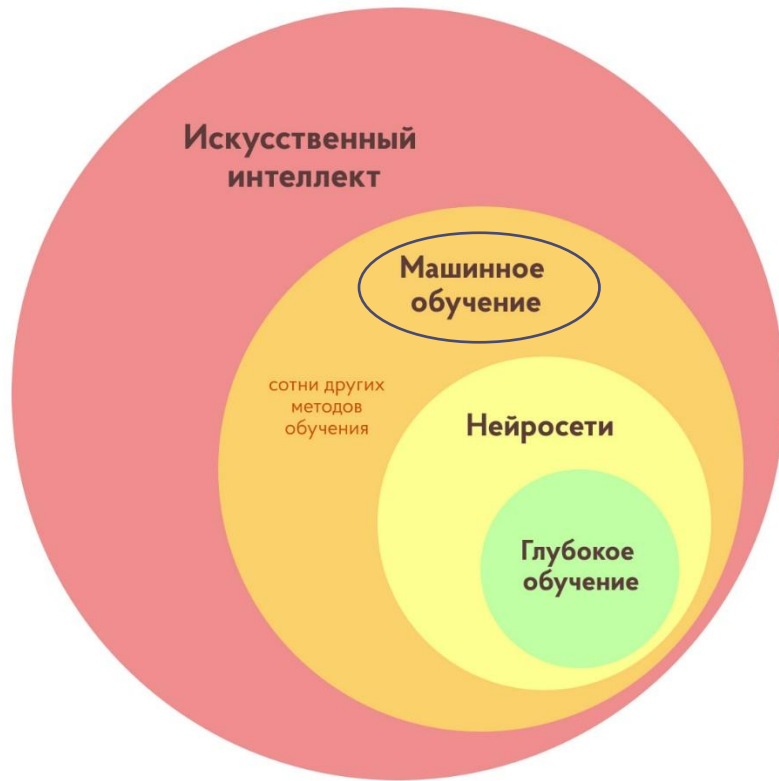 Искусственный
интеллект
Машинное
обучение
сотни других
методов
обучения
Нейросети
Глубокое
обучение